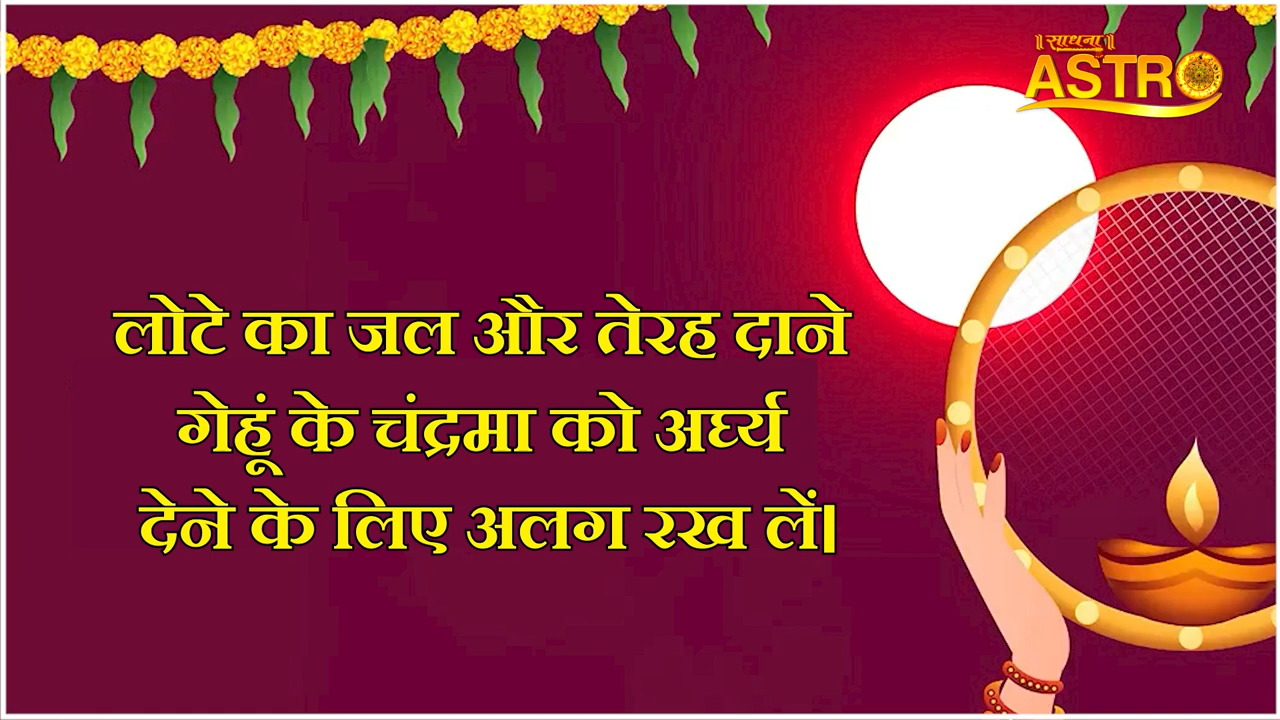 ॥साधना॥
ASTRO
लोटे का जल और तेरह दाने
गेहूं के चंद्रमा को अर्घ्य
देने के लिए अलग रख लें।